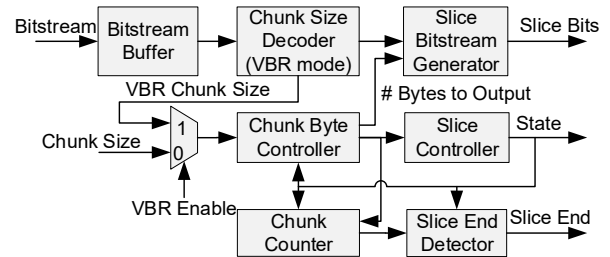 Bitstream
Bitstream
Buffer
Chunk Size
Decoder
(VBR mode)
Slice
Bitstream
Generator
Slice Bits
VBR Chunk Size
# Bytes to Output
Chunk Size
1
0
Chunk Byte
Controller
Slice
Controller
State
VBR Enable
Chunk
Counter
Slice End
Detector
Slice End